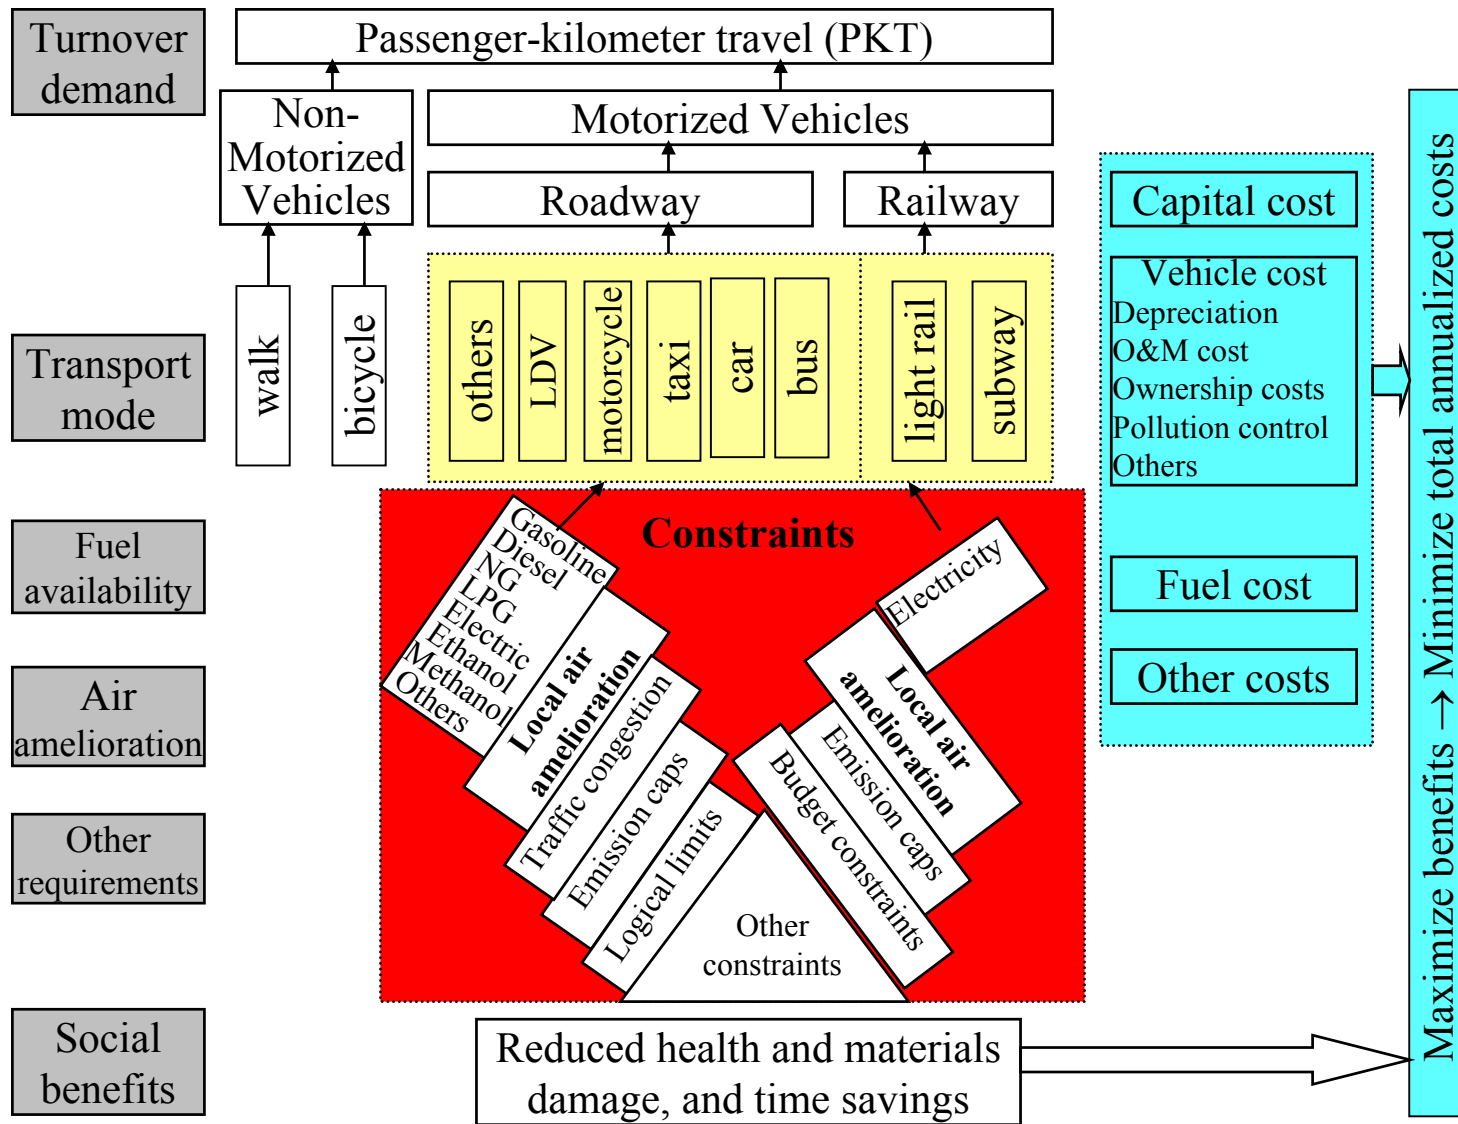 Turnover
demand
Passenger-kilometer travel (PKT)
Non-
Motorized
Vehicles
Motorized Vehicles
Roadway
Railway
Transport
mode
walk
bicycle
others
LDV
motorcycle
taxi
car
bus
light rail
subway
Capital cost
Vehicle cost
Depreciation
O&M cost
Ownership costs
Pollution control
Others
Fuel cost
Other costs
Maximize benefits → Minimize total annualized costs
Fuel
availability
Air
amelioration
Other
requirements
Constraints
Gasoline
Diesel
NG
LPG
Electric
Ethanol
Methanol
Others
Local air
amelioration
Traffic congestion
Emission caps
Logical limits
Other
constraints
Electricity
Local air
amelioration
Emission caps
Budget constraints
Social
benefits
Reduced health and materials
damage, and time savings